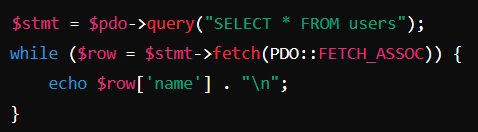 $stmt = $pdo->query("SELECT * FROM users");
while ($row = $stmt->fetch(PDO::FETCH_ASSOC)) {
    echo $row['name'] . "\n";
}